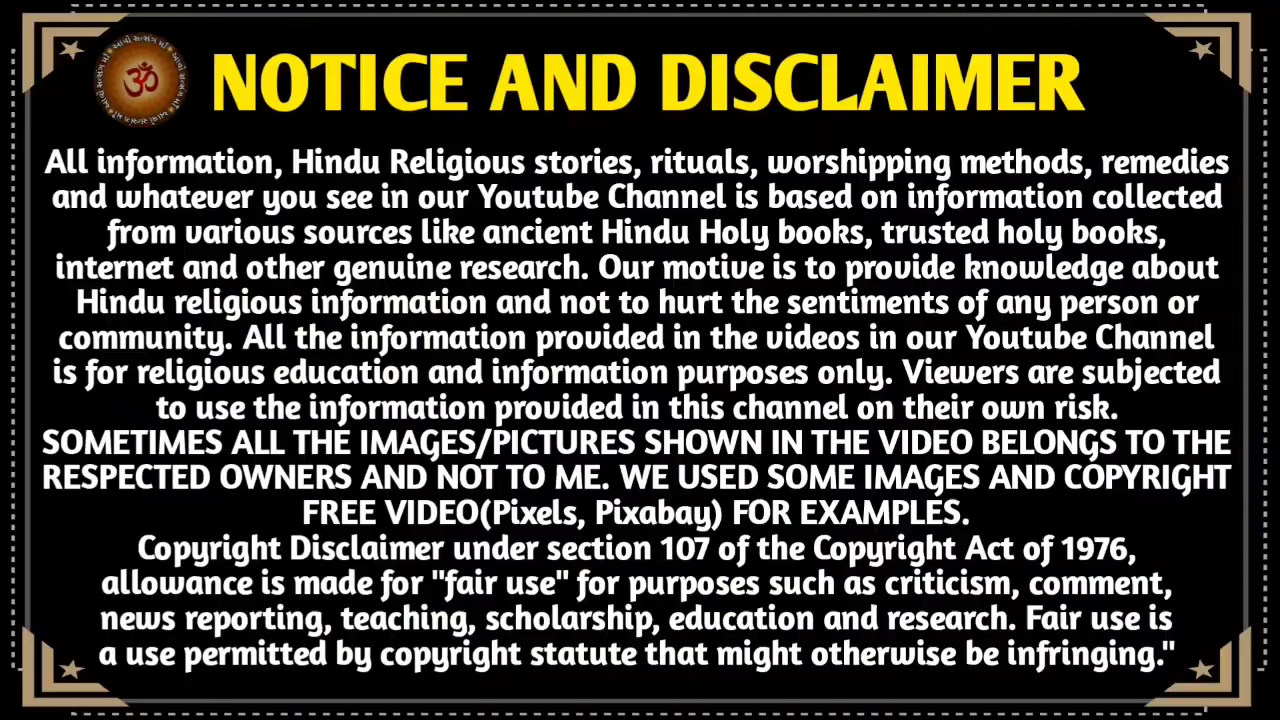 આવો સત્સંગ માં
NOTICE AND DISCLAIMER
All information, Hindu Religious stories, rituals, worshipping methods, remedies
and whatever you see in our Youtube Channel is based on information collected
from various sources like ancient Hindu Holy books, trusted holy books,
internet and other genuine research. Our motive is to provide knowledge about
Hindu religious information and not to hurt the sentiments of any person or
community. All the information provided in the videos in our Youtube Channel
is for religious education and information purposes only. Viewers are subjected
to use the information provided in this channel on their own risk.
SOMETIMES ALL THE IMAGES/PICTURES SHOWN IN THE VIDEO BELONGS TO THE
RESPECTED OWNERS AND NOT TO ME. WE USED SOME IMAGES AND COPYRIGHT
FREE VIDEO(Pixels, Pixabay) FOR EXAMPLES.
Copyright Disclaimer under section 107 of the Copyright Act of 1976,
allowance is made for "fair use" for purposes such as criticism, comment,
news reporting, teaching, scholarship, education and research. Fair use is
a use permitted by copyright statute that might otherwise be infringing."